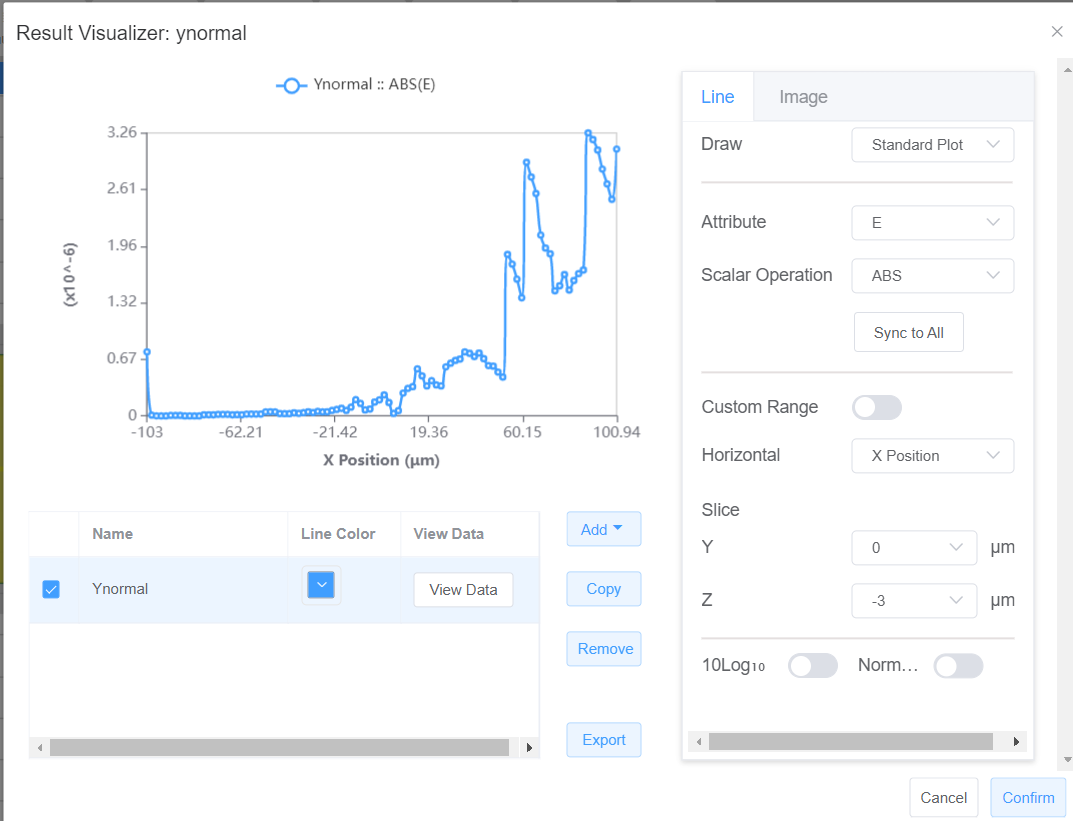 Result Visualizer: ynormal
Ynormal :: ABS(E)
3.26
2.61
1.96
1.32
0.67
0
(x10^-6)
-103 -62.21 -21.42 19.36 60.15 100.94
X Position (μm)
Name Line Color View Data
Ynormal View Data
Add
Copy
Remove
Export
Line Image
Draw Standard Plot
Attribute E
Scalar Operation ABS
Sync to All
Custom Range
Horizontal X Position
Slice
Y 0 μm
Z -3 μm
10Log₁₀ Norm…
Cancel Confirm